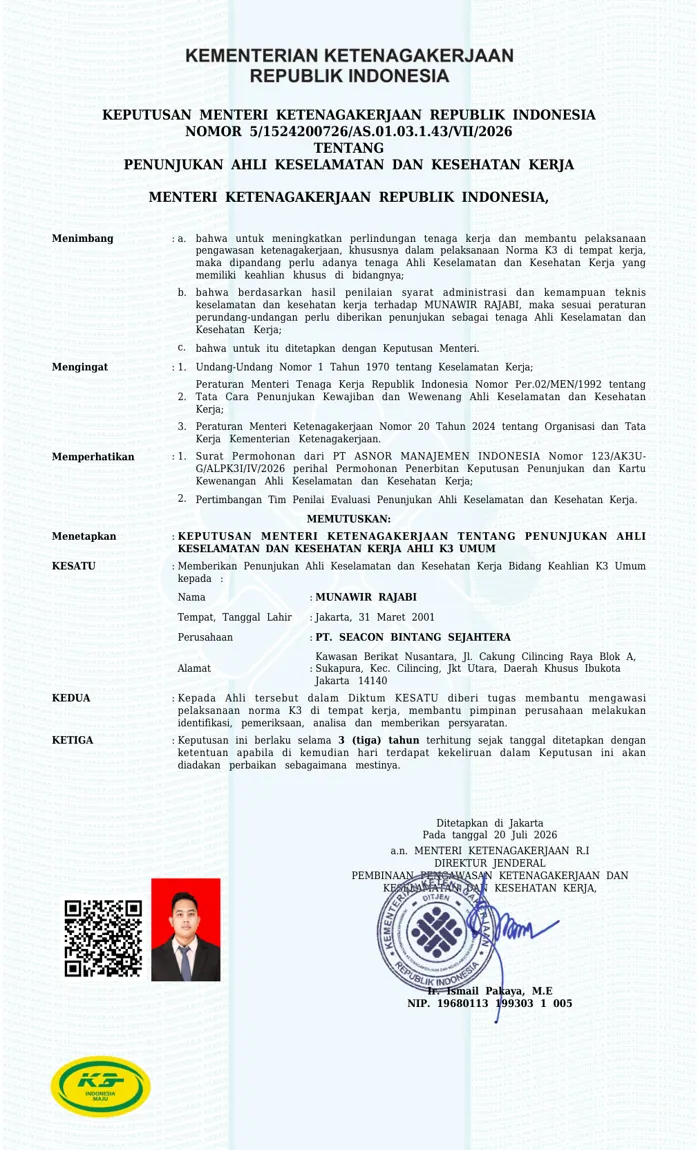 KEMENTERIAN KETENAGAKERJAAN
REPUBLIK INDONESIA
KEPUTUSAN MENTERI KETENAGAKERJAAN REPUBLIK INDONESIA
NOMOR 5/1524200726/AS.01.03.1.43/VII/2026
TENTANG
PENUNJUKAN AHLI KESELAMATAN DAN KESEHATAN KERJA
MENTERI KETENAGAKERJAAN REPUBLIK INDONESIA,
Menimbang : a. bahwa untuk meningkatkan perlindungan tenaga kerja dan membantu pelaksanaan
pengawasan ketenagakerjaan, khususnya dalam pelaksanaan Norma K3 di tempat kerja,
maka dipandang perlu adanya tenaga Ahli Keselamatan dan Kesehatan Kerja yang
memiliki keahlian khusus di bidangnya;
b. bahwa berdasarkan hasil penilaian syarat administrasi dan kemampuan teknis
keselamatan dan kesehatan kerja terhadap MUNAWIR RAJABI, maka sesuai peraturan
perundang-undangan perlu diberikan penunjukan sebagai tenaga Ahli Keselamatan dan
Kesehatan Kerja;
c. bahwa untuk itu ditetapkan dengan Keputusan Menteri.
Mengingat : 1. Undang-Undang Nomor 1 Tahun 1970 tentang Keselamatan Kerja;
Peraturan Menteri Tenaga Kerja Republik Indonesia Nomor Per.02/MEN/1992 tentang
2. Tata Cara Penunjukan Kewajiban dan Wewenang Ahli Keselamatan dan Kesehatan
Kerja;
3. Peraturan Menteri Ketenagakerjaan Nomor 20 Tahun 2024 tentang Organisasi dan Tata
Kerja Kementerian Ketenagakerjaan.
Memperhatikan : 1. Surat Permohonan dari PT ASNOR MANAJEMEN INDONESIA Nomor 123/AK3U-
G/ALPK3I/IV/2026 perihal Permohonan Penerbitan Keputusan Penunjukan dan Kartu
Kewenangan Ahli Keselamatan dan Kesehatan Kerja;
2. Pertimbangan Tim Penilai Evaluasi Penunjukan Ahli Keselamatan dan Kesehatan Kerja.
MEMUTUSKAN:
Menetapkan : KEPUTUSAN MENTERI KETENAGAKERJAAN TENTANG PENUNJUKAN AHLI
KESELAMATAN DAN KESEHATAN KERJA AHLI K3 UMUM
KESATU : Memberikan Penunjukan Ahli Keselamatan dan Kesehatan Kerja Bidang Keahlian K3 Umum
kepada :
Nama : MUNAWIR RAJABI
Tempat, Tanggal Lahir : Jakarta, 31 Maret 2001
Perusahaan : PT. SEACON BINTANG SEJAHTERA
Kawasan Berikat Nusantara, Jl. Cakung Cilincing Raya Blok A,
Alamat : Sukapura, Kec. Cilincing, Jkt Utara, Daerah Khusus Ibukota
Jakarta 14140
KEDUA : Kepada Ahli tersebut dalam Diktum KESATU diberi tugas membantu mengawasi
pelaksanaan norma K3 di tempat kerja, membantu pimpinan perusahaan melakukan
identifikasi, pemeriksaan, analisa dan memberikan persyaratan.
KETIGA : Keputusan ini berlaku selama 3 (tiga) tahun terhitung sejak tanggal ditetapkan dengan
ketentuan apabila di kemudian hari terdapat kekeliruan dalam Keputusan ini akan
diadakan perbaikan sebagaimana mestinya.
Ditetapkan di Jakarta
Pada tanggal 20 Juli 2026
a.n. MENTERI KETENAGAKERJAAN R.I
DIREKTUR JENDERAL
PEMBINAAN PENGAWASAN KETENAGAKERJAAN DAN
KESELAMATAN DAN KESEHATAN KERJA,
KEMENTERIAN KETENAGAKERJAAN
DITJEN
REPUBLIK INDONESIA
Ir. Ismail Pakaya, M.E
NIP. 19680113 199303 1 005
K3
INDONESIA
MAJU